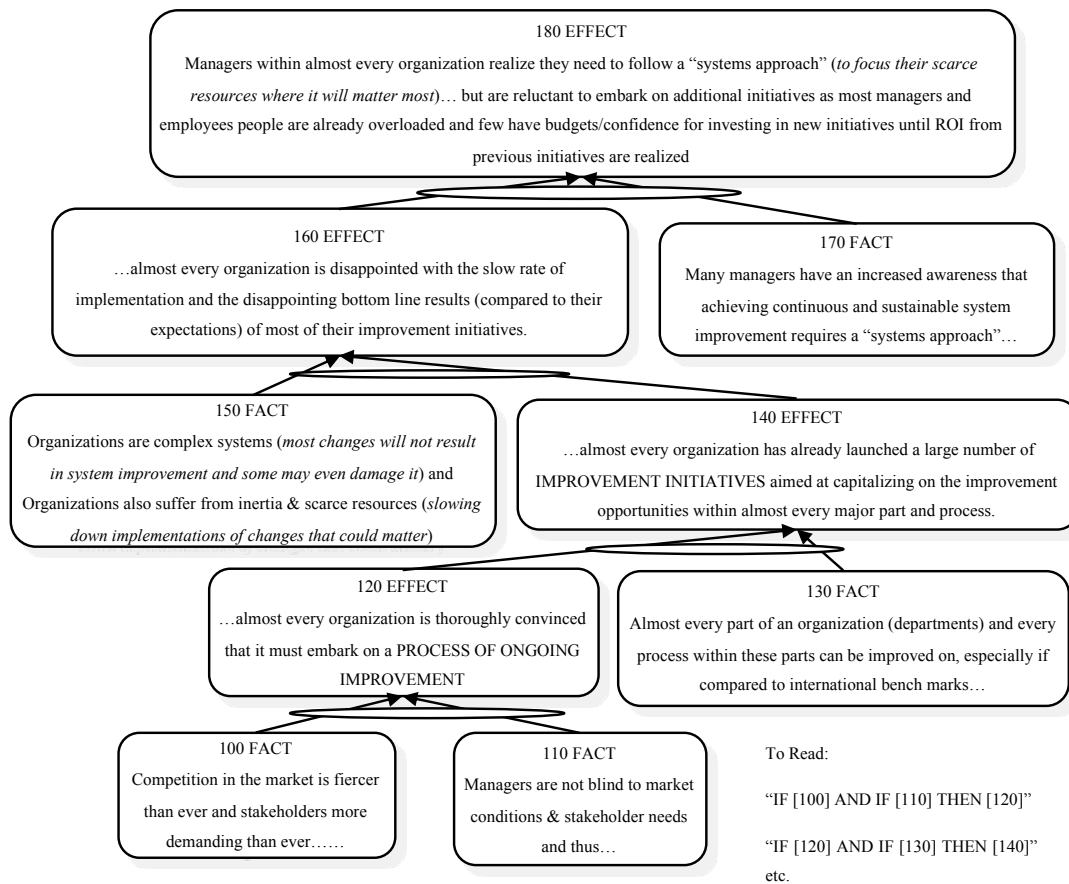 180 EFFECT
Managers within almost every organization realize they need to follow a “systems approach” (to focus their scarce
resources where it will matter most)… but are reluctant to embark on additional initiatives as most managers and
employees people are already overloaded and few have budgets/confidence for investing in new initiatives until ROI from
previous initiatives are realized
160 EFFECT
…almost every organization is disappointed with the slow rate of
implementation and the disappointing bottom line results (compared to their
expectations) of most of their improvement initiatives.
170 FACT
Many managers have an increased awareness that
achieving continuous and sustainable system
improvement requires a “systems approach”…
150 FACT
Organizations are complex systems (most changes will not result
in system improvement and some may even damage it) and
Organizations also suffer from inertia & scarce resources (slowing
down implementations of changes that could matter)
140 EFFECT
…almost every organization has already launched a large number of
IMPROVEMENT INITIATIVES aimed at capitalizing on the improvement
opportunities within almost every major part and process.
120 EFFECT
…almost every organization is thoroughly convinced
that it must embark on a PROCESS OF ONGOING
IMPROVEMENT
130 FACT
Almost every part of an organization (departments) and every
process within these parts can be improved on, especially if
compared to international bench marks…
100 FACT
Competition in the market is fiercer
than ever and stakeholders more
demanding than ever……
110 FACT
Managers are not blind to market
conditions & stakeholder needs
and thus…
To Read:
“IF [100] AND IF [110] THEN [120]”
“IF [120] AND IF [130] THEN [140]”
etc.